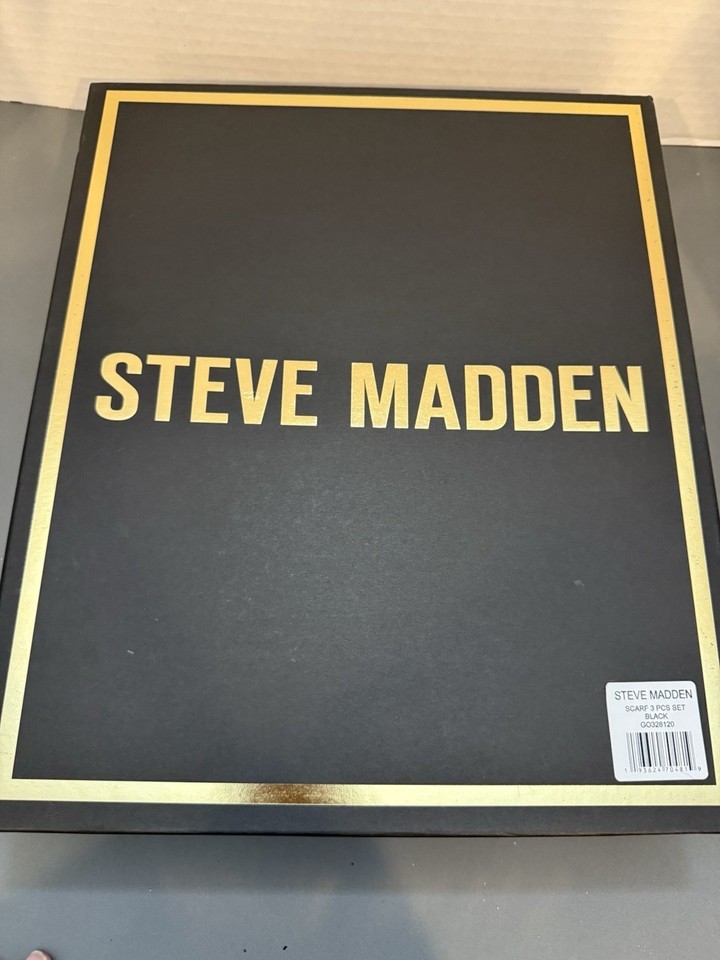 STEVE MADDEN
STEVE MADDEN
SCARF 3 PCS SET
BLACK
GO328120